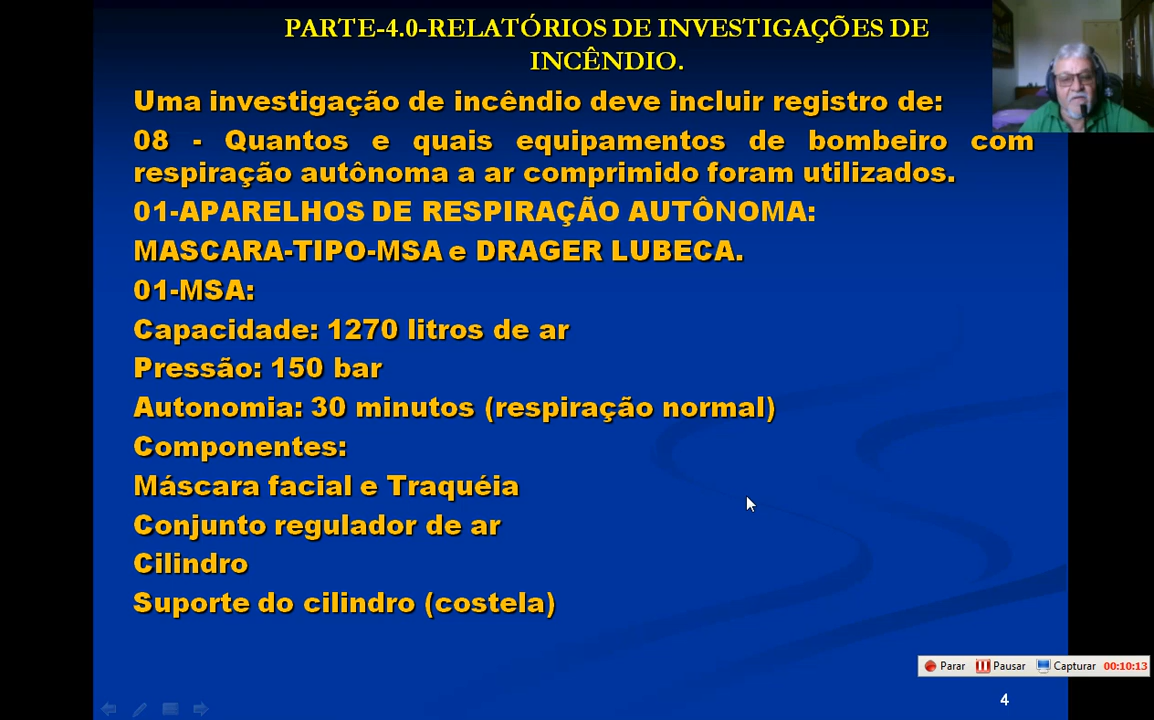 PARTE-4.0-RELATÓRIOS DE INVESTIGAÇÕES DE
INCÊNDIO.
Uma investigação de incêndio deve incluir registro de:
08 - Quantos e quais equipamentos de bombeiro com
respiração autônoma a ar comprimido foram utilizados.
01-APARELHOS DE RESPIRAÇÃO AUTÔNOMA:
MASCARA-TIPO-MSA e DRAGER LUBECA.
01-MSA:
Capacidade: 1270 litros de ar
Pressão: 150 bar
Autonomia: 30 minutos (respiração normal)
Componentes:
Máscara facial e Traquéia
Conjunto regulador de ar
Cilindro
Suporte do cilindro (costela)
Parar Pausar Capturar 00:10:13
4